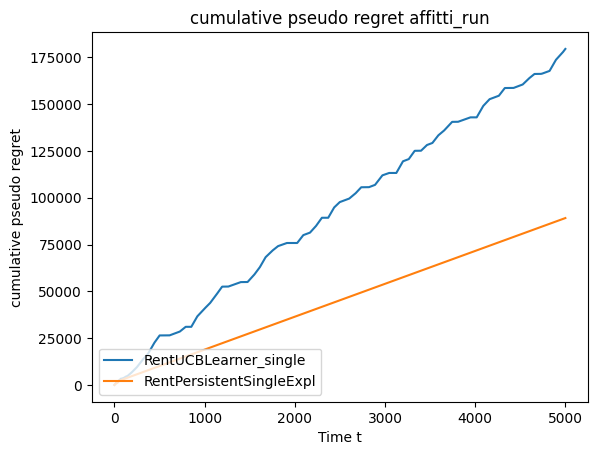 cumulative pseudo regret affitti_run
cumulative pseudo regret
175000
150000
125000
100000
75000
50000
25000
0
RentUCBLearner_single
RentPersistentSingleExpl
0
1000
2000
3000
4000
5000
Time t